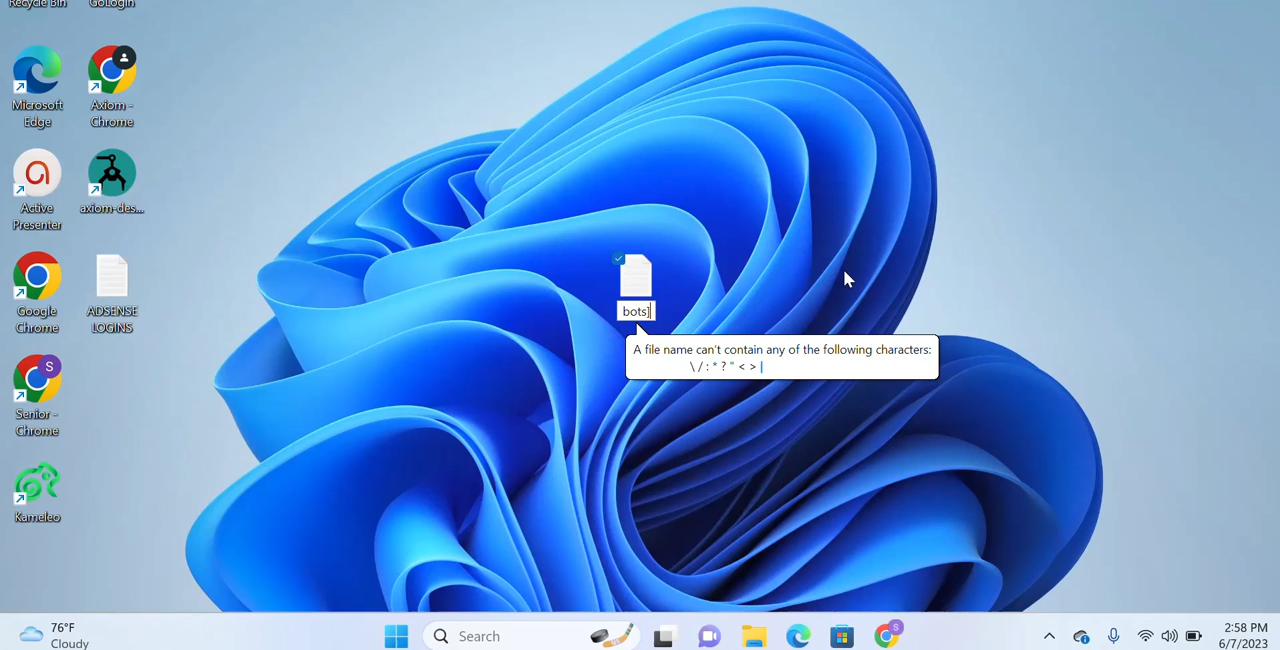 Recycle Bin
GoLogin
Microsoft
Edge
Axiom -
Chrome
Active
Presenter
axiom-des...
Google
Chrome
ADSENSE
LOGINS
Senior -
Chrome
S
Kameleo
bots]
A file name can't contain any of the following characters:
\ / : * ? " < > |
76°F
Cloudy
Search
S
2:58 PM
6/7/2023